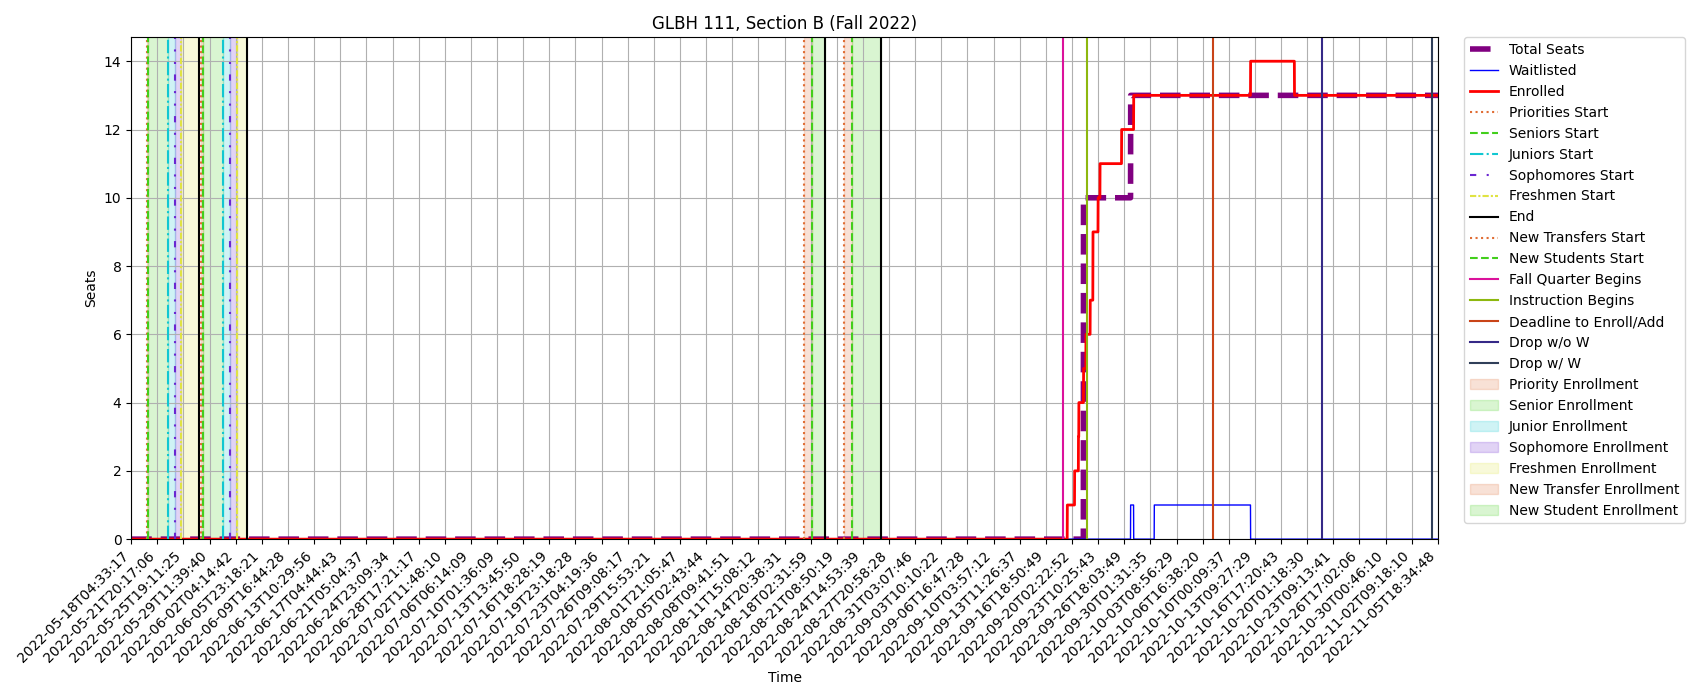 GLBH 111, Section B (Fall 2022)
14
12
10
8
6
4
2
0
Seats
2022-05-18T04:33:17
2022-05-21T20:17:06
2022-05-25T19:11:25
2022-05-29T11:39:40
2022-06-02T04:14:42
2022-06-05T23:18:21
2022-06-09T16:44:28
2022-06-13T10:29:56
2022-06-17T04:44:43
2022-06-21T05:04:37
2022-06-24T23:09:34
2022-06-28T17:21:17
2022-07-02T11:48:10
2022-07-06T06:14:09
2022-07-10T01:36:09
2022-07-13T13:45:50
2022-07-16T18:28:19
2022-07-19T23:18:28
2022-07-23T04:19:36
2022-07-26T09:08:17
2022-07-29T15:53:21
2022-08-01T21:05:47
2022-08-05T02:43:44
2022-08-08T09:41:51
2022-08-11T15:08:12
2022-08-14T20:38:31
2022-08-18T02:31:59
2022-08-21T08:50:19
2022-08-24T14:53:39
2022-08-27T20:58:28
2022-08-31T03:07:46
2022-09-03T10:10:22
2022-09-06T16:47:28
2022-09-10T03:57:12
2022-09-13T11:26:37
2022-09-16T18:50:49
2022-09-20T02:22:52
2022-09-23T10:25:43
2022-09-26T18:03:49
2022-09-30T01:31:35
2022-10-03T08:56:29
2022-10-06T16:38:20
2022-10-10T00:09:37
2022-10-13T09:27:29
2022-10-16T17:20:43
2022-10-20T01:18:30
2022-10-23T09:13:41
2022-10-26T17:02:06
2022-10-30T00:46:10
2022-11-02T09:18:10
2022-11-05T18:34:48
Time
Total Seats
Waitlisted
Enrolled
Priorities Start
Seniors Start
Juniors Start
Sophomores Start
Freshmen Start
End
New Transfers Start
New Students Start
Fall Quarter Begins
Instruction Begins
Deadline to Enroll/Add
Drop w/o W
Drop w/ W
Priority Enrollment
Senior Enrollment
Junior Enrollment
Sophomore Enrollment
Freshmen Enrollment
New Transfer Enrollment
New Student Enrollment